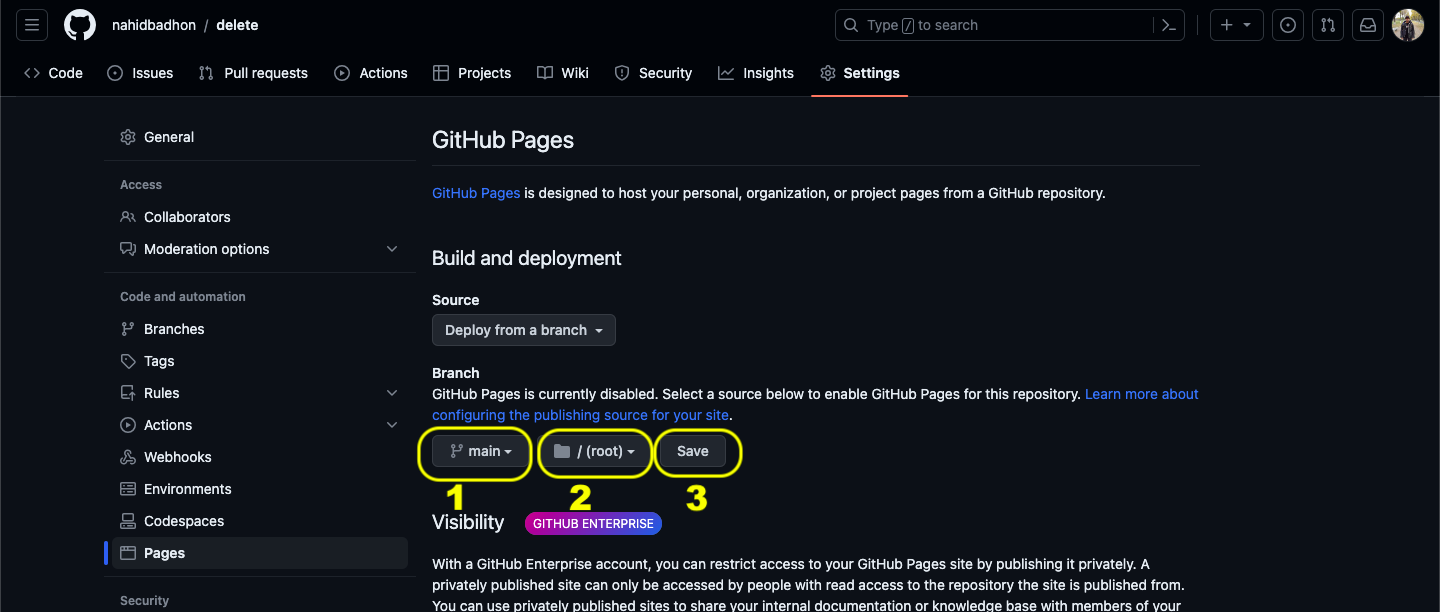 nahidbadhon / delete
Type / to search
Code Issues Pull requests Actions Projects Wiki Security Insights Settings
General
Access
Collaborators
Moderation options
Code and automation
Branches
Tags
Rules
Actions
Webhooks
Environments
Codespaces
Pages
Security
GitHub Pages
GitHub Pages is designed to host your personal, organization, or project pages from a GitHub repository.
Build and deployment
Source
Deploy from a branch
Branch
GitHub Pages is currently disabled. Select a source below to enable GitHub Pages for this repository. Learn more about
configuring the publishing source for your site.
main / (root) Save
1 2 3
Visibility GITHUB ENTERPRISE
With a GitHub Enterprise account, you can restrict access to your GitHub Pages site by publishing it privately. A
privately published site can only be accessed by people with read access to the repository the site is published from.
You can use privately published sites to share your internal documentation or knowledge base with members of your